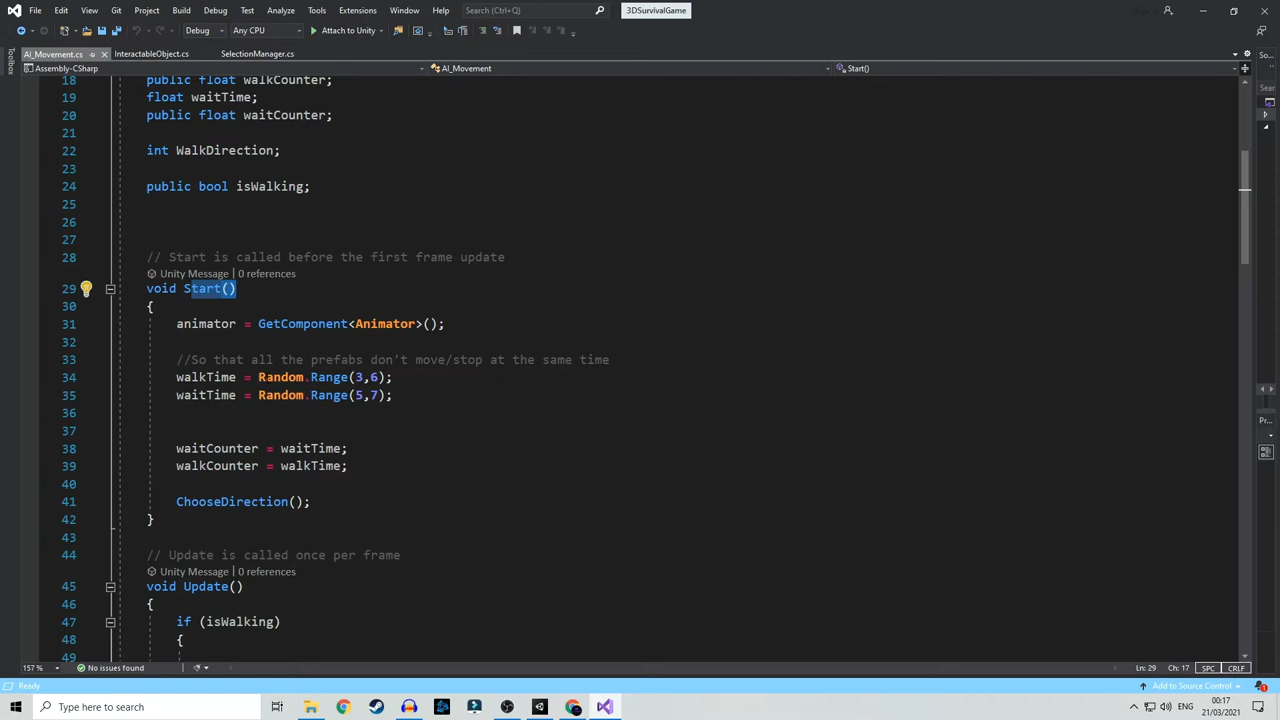 File Edit View Git Project Build Debug Test Analyze Tools Extensions Window Help Search (Ctrl+Q) 3DSurvivalGame
Debug Any CPU Attach to Unity
AI_Movement.cs InteractableObject.cs SelectionManager.cs So...
Toolbox Assembly-CSharp AI_Movement Start()
18 public float walkCounter;
Sear
19 float waitTime;
20 public float waitCounter;
21
22 int WalkDirection;
23
24 public bool isWalking;
25
26
27
28 // Start is called before the first frame update
Unity Message | 0 references
29 void Start()
30 {
31 animator = GetComponent<Animator>();
32
33 //So that all the prefabs don't move/stop at the same time
34 walkTime = Random.Range(3,6);
35 waitTime = Random.Range(5,7);
36
37
Pr...
38 waitCounter = waitTime;
39 walkCounter = walkTime;
40
41 ChooseDirection();
42 }
43
44 // Update is called once per frame
Unity Message | 0 references
45 void Update()
46 {
47 if (isWalking)
48 {
49
157 % No issues found Ln: 29 Ch: 17 SPC CRLF
Ready Add to Source Control 1
Type here to search ENG 00:17
21/03/2021